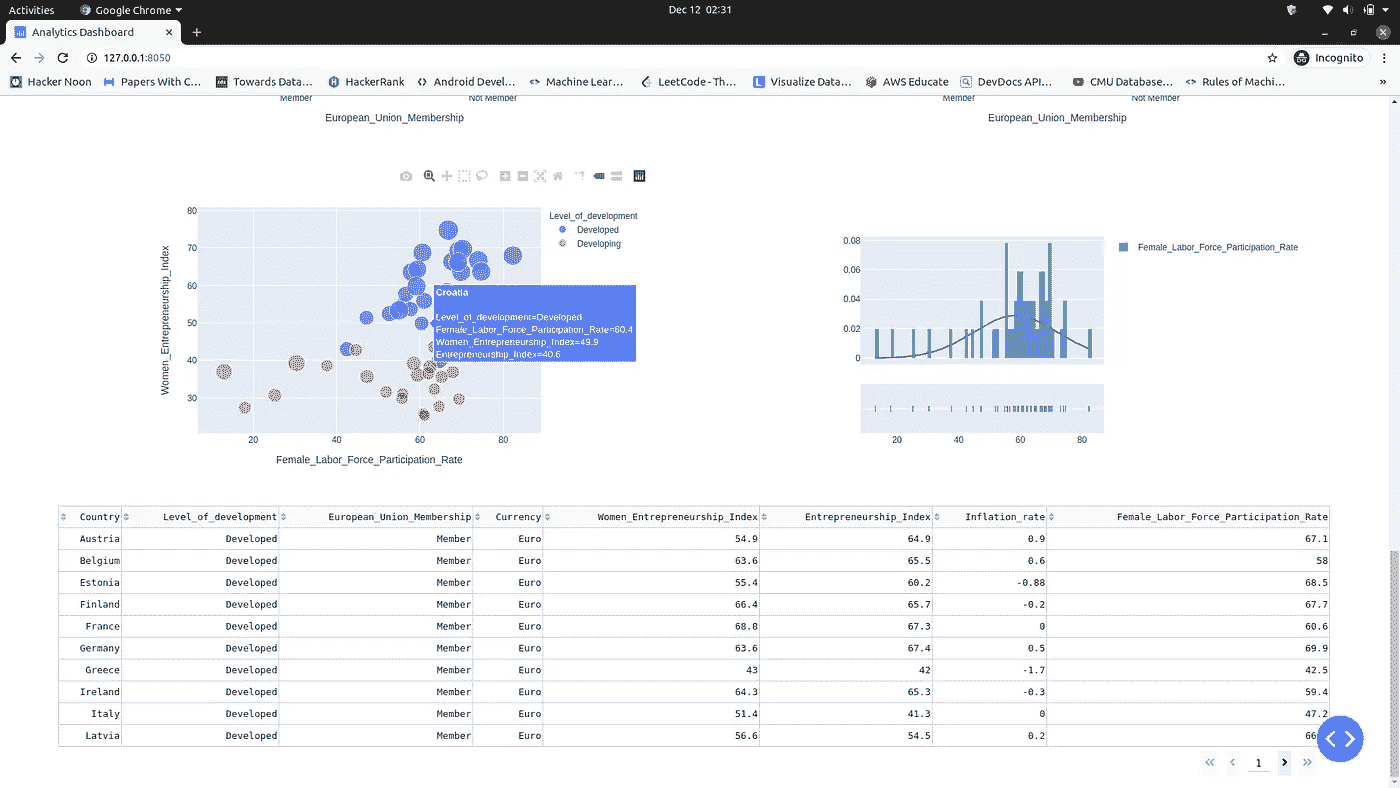 Activities Google Chrome Dec 12 02:31
Analytics Dashboard
127.0.0.1:8050 Incognito
Hacker Noon Papers With C... Towards Data... HackerRank Android Devel... Machine Lear... LeetCode - Th... Visualize Data... AWS Educate DevDocs API... CMU Database... Rules of Machi... »
Member Not Member Member Not Member
European_Union_Membership European_Union_Membership
Level_of_development
Developed
Developing
Women_Entrepreneurship_Index
80
70
60
50
40
30
20 40 60 80
Female_Labor_Force_Participation_Rate
Croatia
Level_of_development=Developed
Female_Labor_Force_Participation_Rate=60.4
Women_Entrepreneurship_Index=49.9
Entrepreneurship_Index=40.6
Female_Labor_Force_Participation_Rate
0.08
0.06
0.04
0.02
0
20 40 60 80
Country Level_of_development European_Union_Membership Currency Women_Entrepreneurship_Index Entrepreneurship_Index Inflation_rate Female_Labor_Force_Participation_Rate
Austria Developed Member Euro 54.9 64.9 0.9 67.1
Belgium Developed Member Euro 63.6 65.5 0.6 58
Estonia Developed Member Euro 55.4 60.2 -0.88 68.5
Finland Developed Member Euro 66.4 65.7 -0.2 67.7
France Developed Member Euro 68.8 67.3 0 60.6
Germany Developed Member Euro 63.6 67.4 0.5 69.9
Greece Developed Member Euro 43 42 -1.7 42.5
Ireland Developed Member Euro 64.3 65.3 -0.3 59.4
Italy Developed Member Euro 51.4 41.3 0 47.2
Latvia Developed Member Euro 56.6 54.5 0.2
1